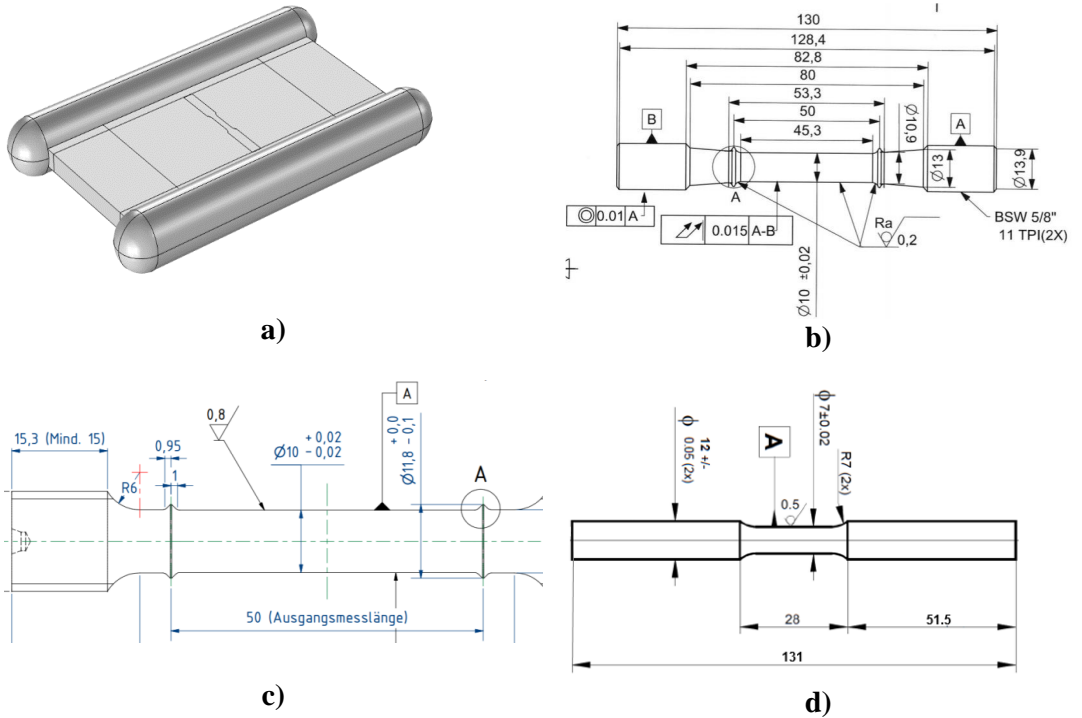 a)
130
128,4
82,8
80
53,3
50
45,3
Ø10,9
B
A
Ø13
Ø13,9
A
◎ 0.01 A
0.015 A-B
Ra
0,2
BSW 5/8"
11 TPI(2X)
Ø10 ±0,02
b)
15,3 (Mind. 15)
0,95
1
R6
0,8
Ø10 + 0,02
- 0,02
Ø11,8 + 0,0
- 0,1
A
A
50 (Ausgangsmesslänge)
c)
ϕ 12 +/-
0.05 (2x)
A
0.5
ϕ 7±0.02
R7 (2x)
28
51.5
131
d)